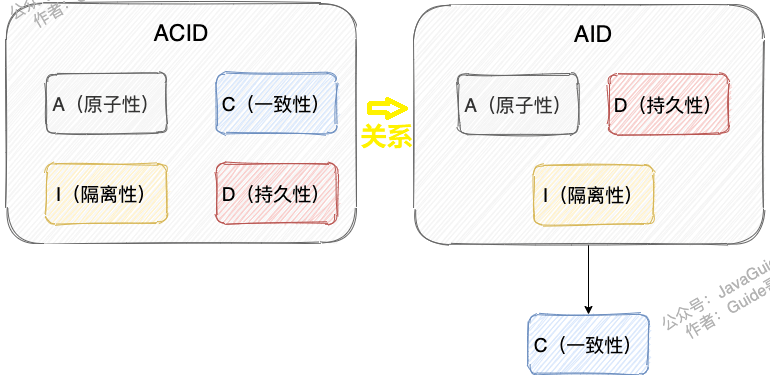 公众
作者:
ACID
A（原子性）
C（一致性）
I（隔离性）
D（持久性）
关系
AID
A（原子性）
D（持久性）
I（隔离性）
C（一致性）
公众号：JavaGuide
作者：Guide哥